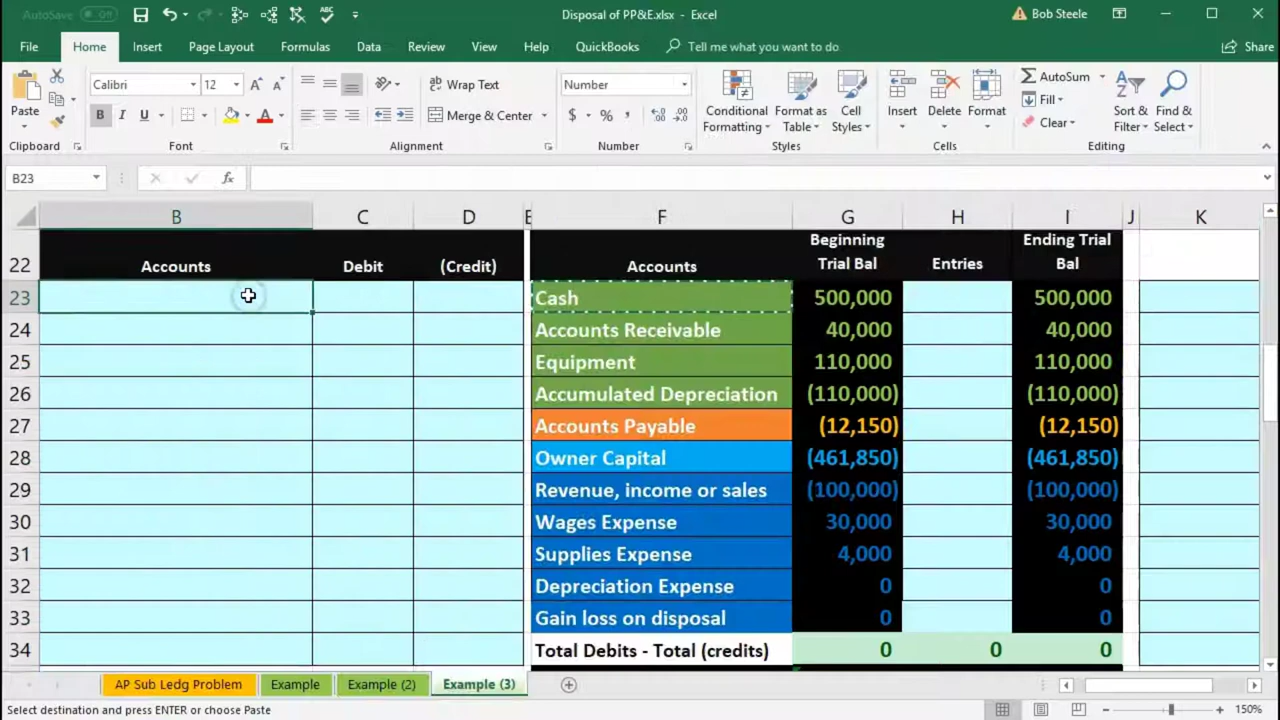 AutoSave Off Disposal of PP&E.xlsx - Excel Bob Steele
File Home Insert Page Layout Formulas Data Review View Help QuickBooks Tell me what you want to do Share
Paste Calibri 12 Wrap Text Number Conditional Formatting Format as Table Cell Styles Insert Delete Format AutoSum Sort & Filter Find & Select
B I U A Merge & Center $ % , Fill
Clear
Clipboard Font Alignment Number Styles Cells Editing
B23 fx
B C D E F G H I J K
22 Accounts Debit (Credit) Accounts Beginning Trial Bal Entries Ending Trial Bal
23 Cash 500,000 500,000
24 Accounts Receivable 40,000 40,000
25 Equipment 110,000 110,000
26 Accumulated Depreciation (110,000) (110,000)
27 Accounts Payable (12,150) (12,150)
28 Owner Capital (461,850) (461,850)
29 Revenue, income or sales (100,000) (100,000)
30 Wages Expense 30,000 30,000
31 Supplies Expense 4,000 4,000
32 Depreciation Expense 0 0
33 Gain loss on disposal 0 0
34 Total Debits - Total (credits) 0 0 0
AP Sub Ledg Problem Example Example (2) Example (3)
Select destination and press ENTER or choose Paste 150%